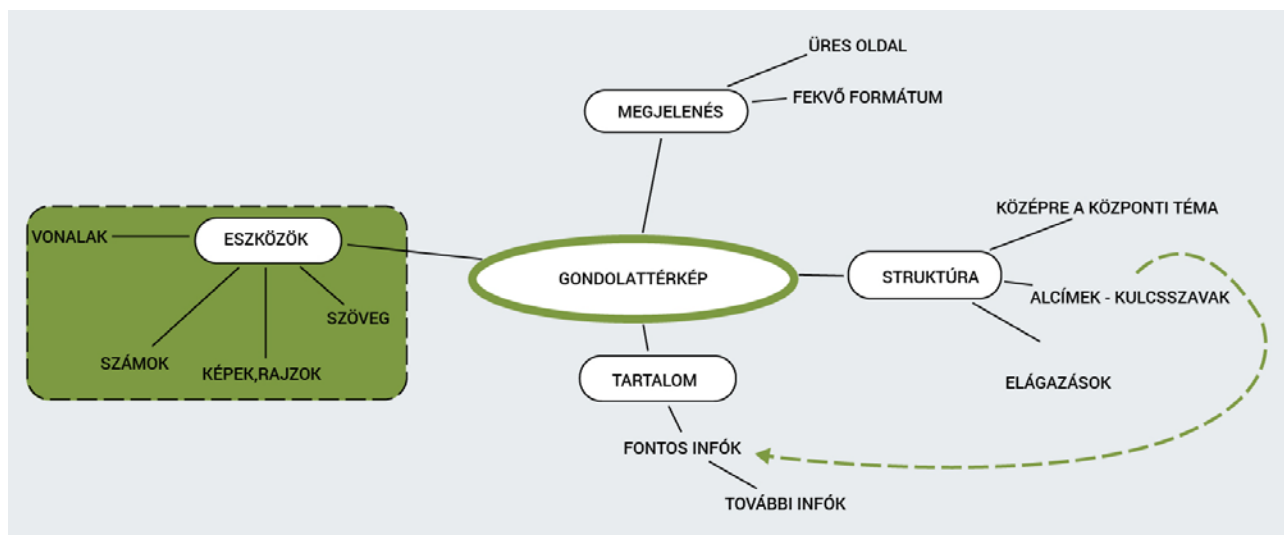 ÜRES OLDAL
FEKVŐ FORMÁTUM
MEGJELENÉS
KÖZÉPRE A KÖZPONTI TÉMA
VONALAK
ESZKÖZÖK
GONDOLATTÉRKÉP
STRUKTÚRA
ALCÍMEK - KULCSSZAVAK
SZÖVEG
SZÁMOK
KÉPEK,RAJZOK
TARTALOM
ELÁGAZÁSOK
FONTOS INFÓK
TOVÁBBI INFÓK